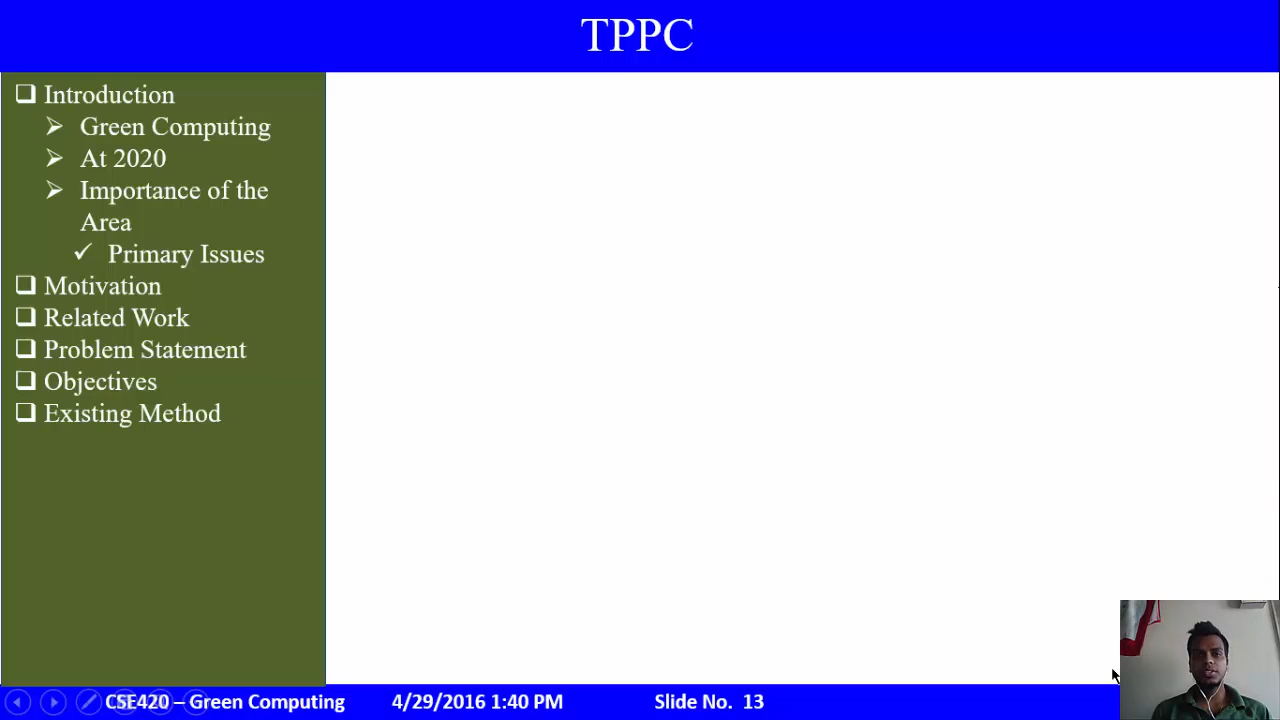 TPPC
Introduction
Green Computing
At 2020
Importance of the
Area
Primary Issues
Motivation
Related Work
Problem Statement
Objectives
Existing Method
CSE420 – Green Computing 4/29/2016 1:40 PM Slide No. 13